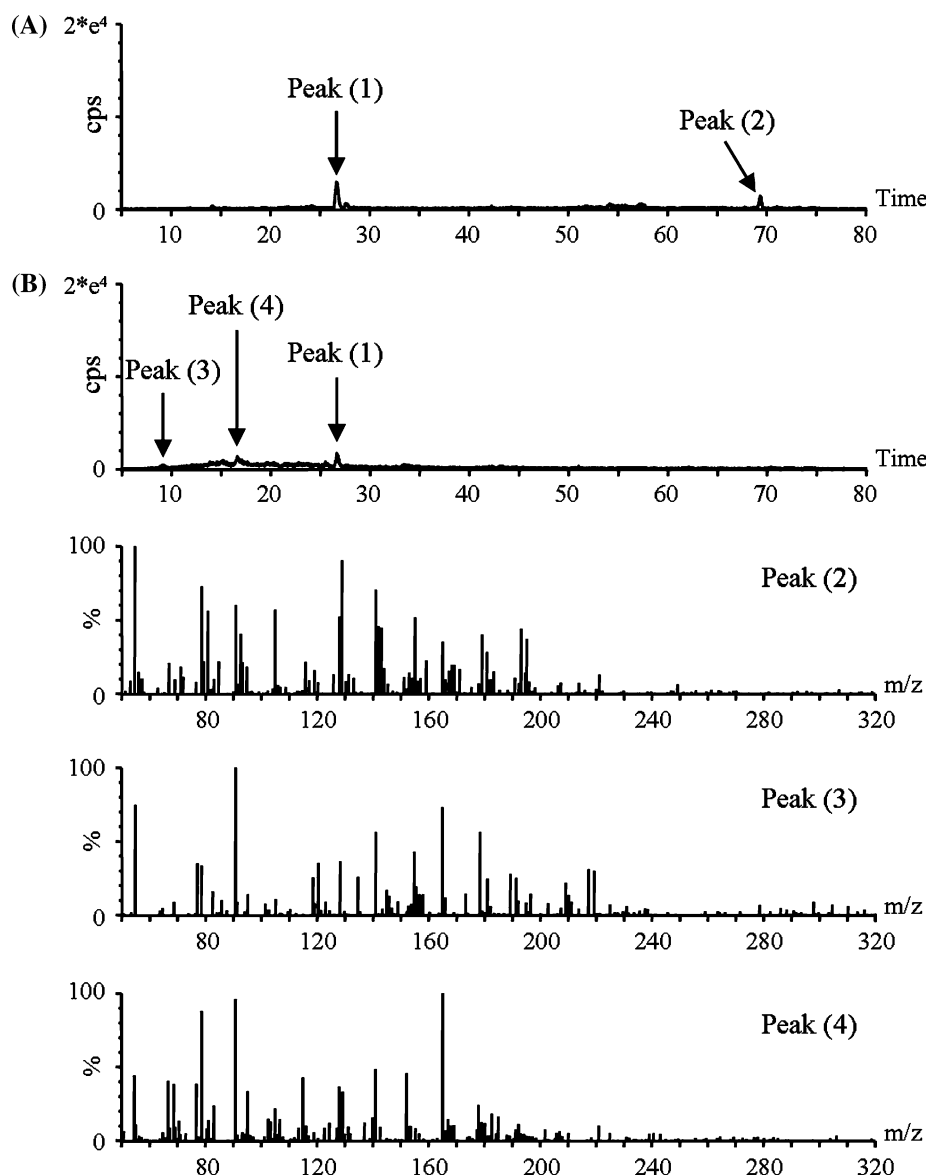 (A)
2*e⁴
cps
0
Peak (1)
Peak (2)
Time
10 20 30 40 50 60 70 80
(B)
2*e⁴
cps
0
Peak (4)
Peak (3)
Peak (1)
Time
10 20 30 40 50 60 70 80
100
%
0
Peak (2)
m/z
80 120 160 200 240 280 320
100
%
0
Peak (3)
m/z
80 120 160 200 240 280 320
100
%
0
Peak (4)
m/z
80 120 160 200 240 280 320